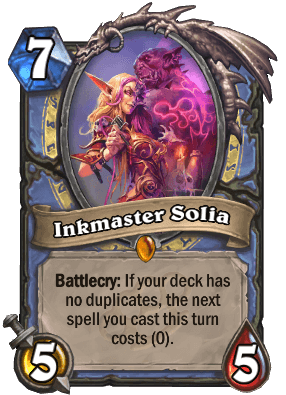 7
Inkmaster Solia
Battlecry: If your deck has
no duplicates, the next
spell you cast this turn
costs (0).
5
5